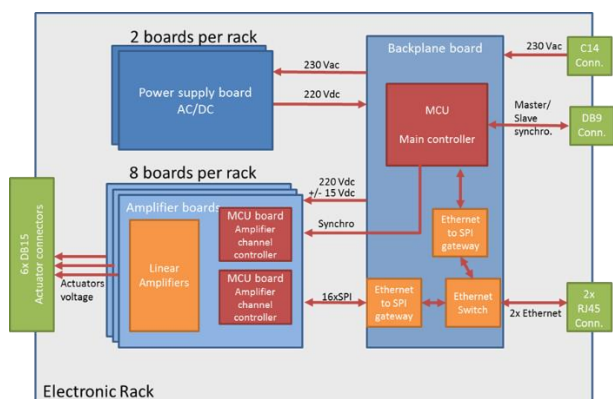 2 boards per rack
Power supply board
AC/DC
230 Vac
220 Vdc
Backplane board
MCU
Main controller
230 Vac
C14
Conn.
Master/
Slave
synchro.
DB9
Conn.
8 boards per rack
Amplifier boards
Linear
Amplifiers
MCU board
Amplifier
channel
controller
MCU board
Amplifier
channel
controller
220 Vdc
+/- 15 Vdc
Synchro
16xSPI
Ethernet
to SPI
gateway
Ethernet
to SPI
gateway
Ethernet
Switch
2x Ethernet
2x
RJ45
Conn.
6x DB15
Actuator connectors
Actuators
voltage
Electronic Rack